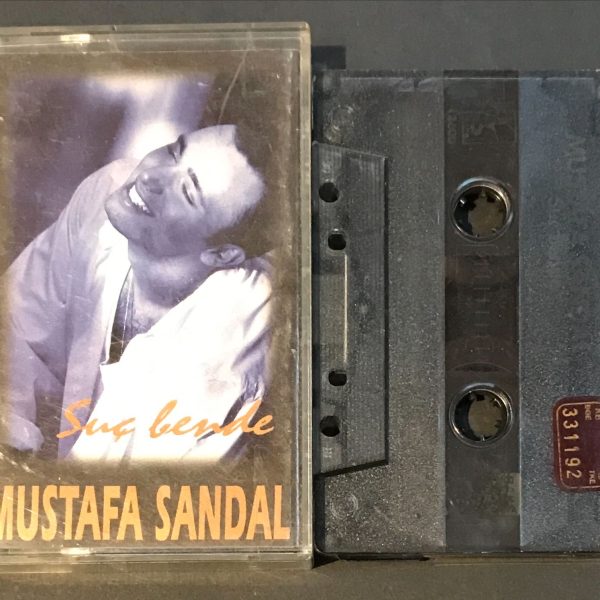 Suç bende
MUSTAFA SANDAL
331192